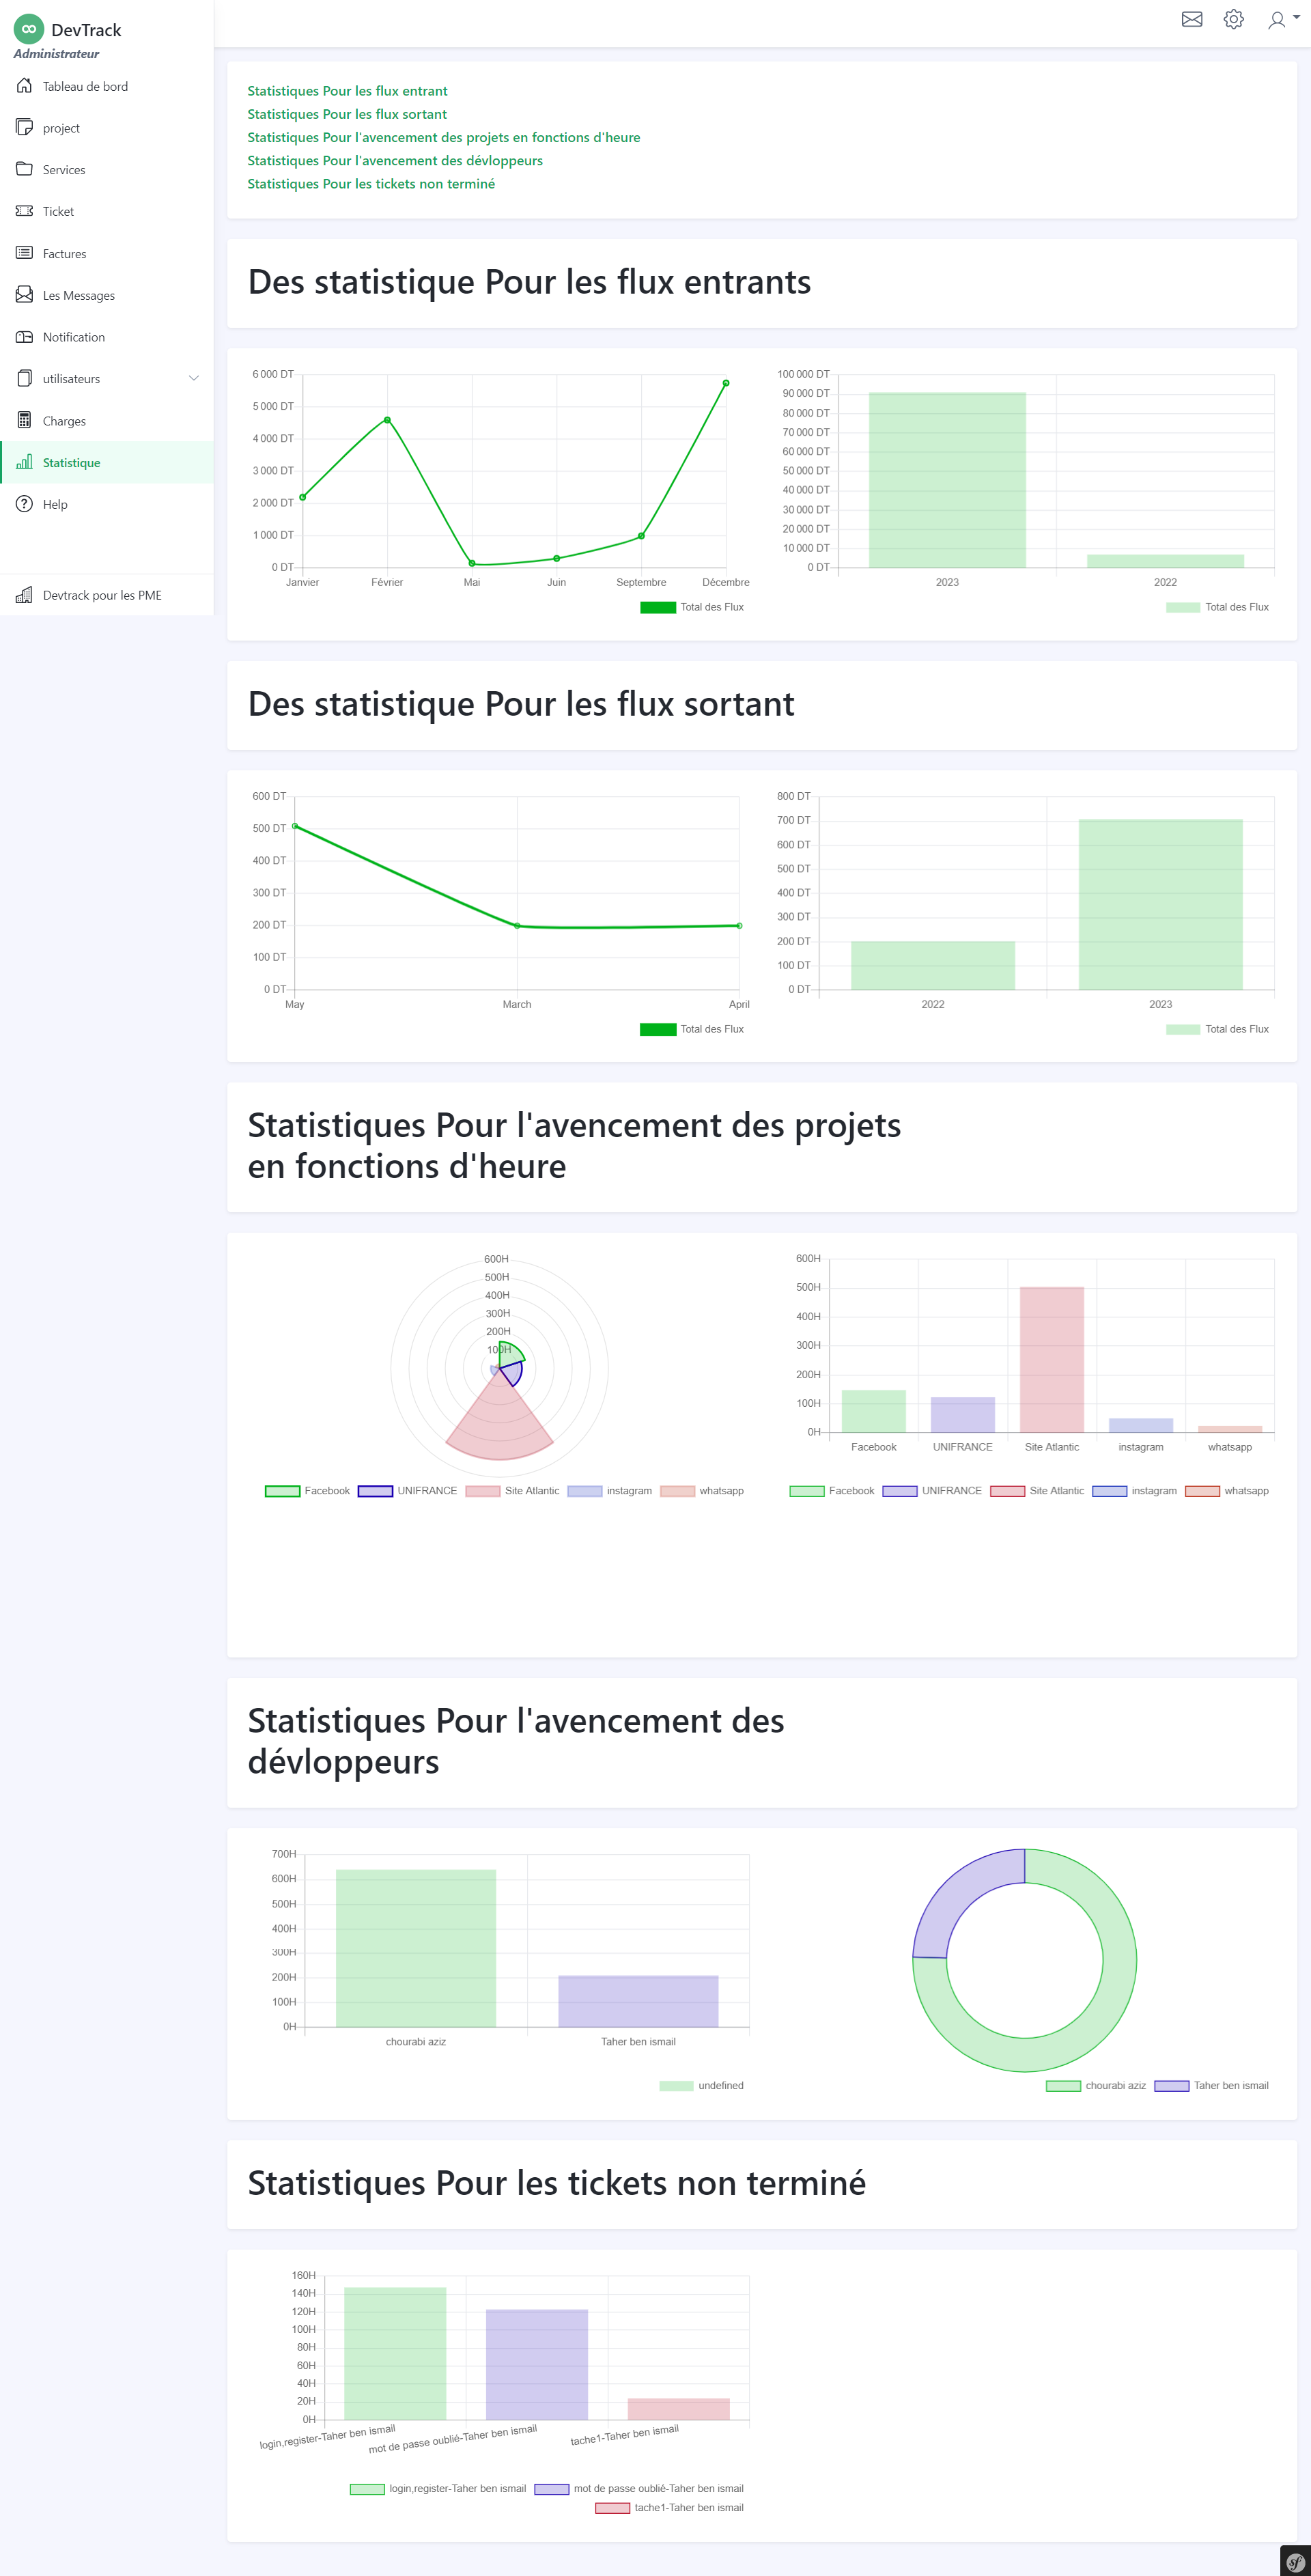 DevTrack
Administrateur
Tableau de bord
project
Services
Ticket
Factures
Les Messages
Notification
utilisateurs
Charges
Statistique
Help
Devtrack pour les PME
Statistiques Pour les flux entrant
Statistiques Pour les flux sortant
Statistiques Pour l'avencement des projets en fonctions d'heure
Statistiques Pour l'avencement des dévloppeurs
Statistiques Pour les tickets non terminé
Des statistique Pour les flux entrants
6 000 DT
5 000 DT
4 000 DT
3 000 DT
2 000 DT
1 000 DT
0 DT
Janvier Février Mai Juin Septembre Décembre
Total des Flux
100 000 DT
90 000 DT
80 000 DT
70 000 DT
60 000 DT
50 000 DT
40 000 DT
30 000 DT
20 000 DT
10 000 DT
0 DT
2023 2022
Total des Flux
Des statistique Pour les flux sortant
600 DT
500 DT
400 DT
300 DT
200 DT
100 DT
0 DT
May March April
Total des Flux
800 DT
700 DT
600 DT
500 DT
400 DT
300 DT
200 DT
100 DT
0 DT
2022 2023
Total des Flux
Statistiques Pour l'avencement des projets
en fonctions d'heure
600H
500H
400H
300H
200H
100H
Facebook UNIFRANCE Site Atlantic instagram whatsapp
600H
500H
400H
300H
200H
100H
0H
Facebook UNIFRANCE Site Atlantic instagram whatsapp
Facebook UNIFRANCE Site Atlantic instagram whatsapp
Statistiques Pour l'avencement des
dévloppeurs
700H
600H
500H
400H
300H
200H
100H
0H
chourabi aziz Taher ben ismail
undefined
chourabi aziz Taher ben ismail
Statistiques Pour les tickets non terminé
160H
140H
120H
100H
80H
60H
40H
20H
0H
login,register-Taher ben ismail mot de passe oublié-Taher ben ismail tache1-Taher ben ismail
login,register-Taher ben ismail mot de passe oublié-Taher ben ismail
tache1-Taher ben ismail
sf